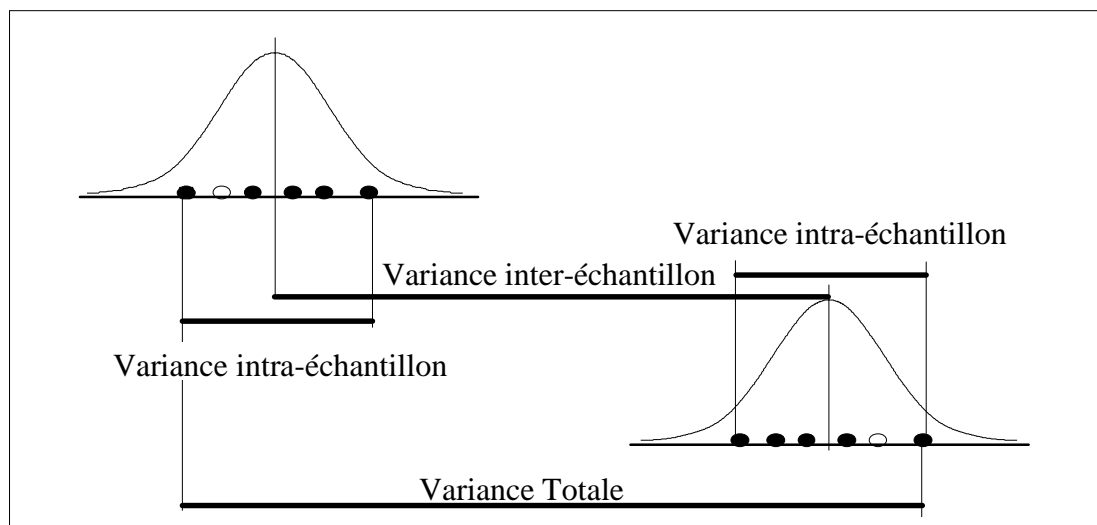 Variance intra-échantillon
Variance inter-échantillon
Variance intra-échantillon
Variance Totale